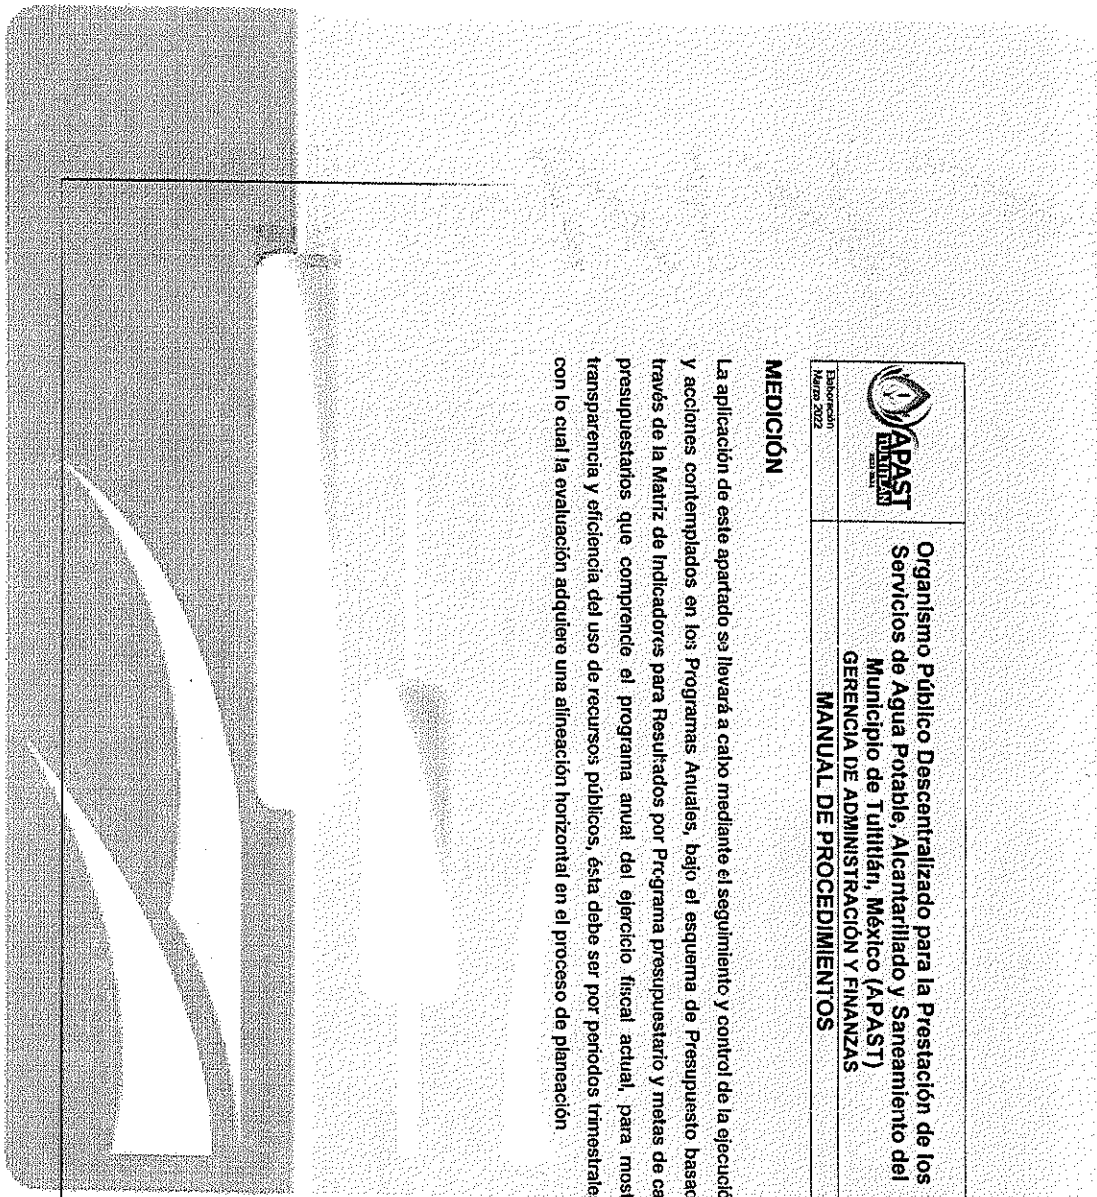 APAST
TULTITLÁN
Elaboración
Marzo 2022
Organismo Público Descentralizado para la Prestación de los
Servicios de Agua Potable, Alcantarillado y Saneamiento del
Municipio de Tultitlán, México (APAST)
GERENCIA DE ADMINISTRACIÓN Y FINANZAS
MANUAL DE PROCEDIMIENTOS
MEDICIÓN
La aplicación de este apartado se llevará a cabo mediante el seguimiento y control de la ejecució
y acciones contemplados en los Programas Anuales, bajo el esquema de Presupuesto basad
través de la Matriz de Indicadores para Resultados por Programa presupuestario y metas de ca
presupuestarios que comprende el programa anual del ejercicio fiscal actual, para most
transparencia y eficiencia del uso de recursos públicos, ésta debe ser por periodos trimestrale
con lo cual la evaluación adquiere una alineación horizontal en el proceso de planeación